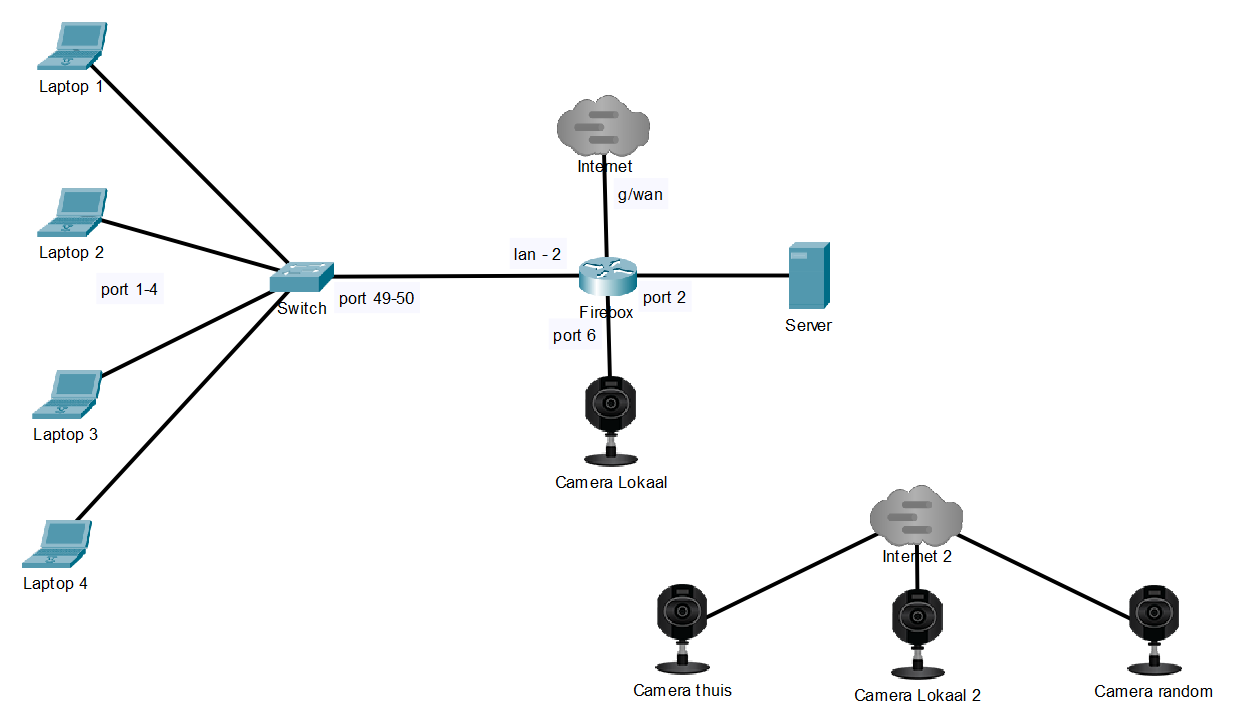 Laptop 1
Internet
g/wan
Laptop 2
lan - 2
port 1-4
port 49-50
port 2
Switch
Firebox
Server
port 6
Laptop 3
Camera Lokaal
Internet 2
Laptop 4
Camera thuis
Camera Lokaal 2
Camera random